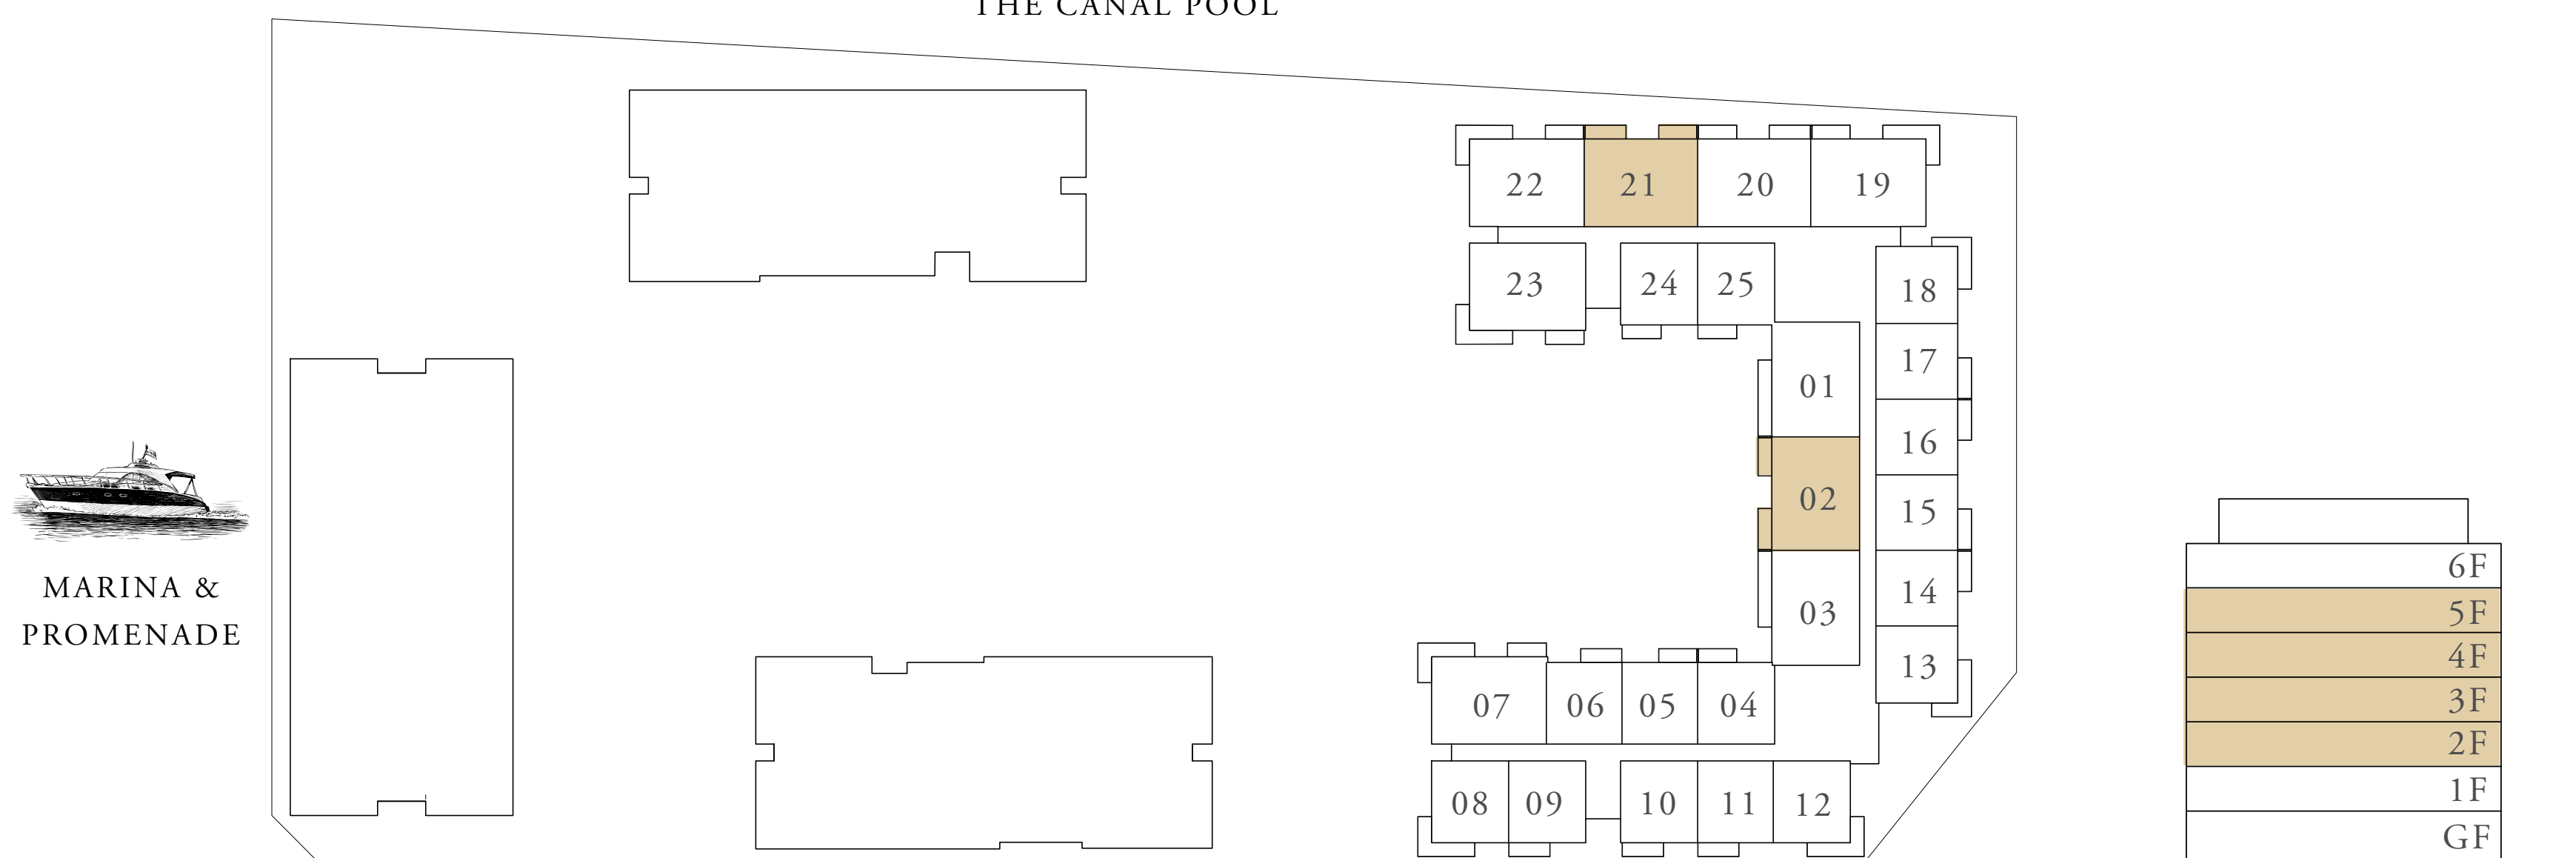 THE CANAL POOL
22 21 20 19
23 24 25
18
17
01
16
02
15
14
03
13
07 06 05 04
08 09 10 11 12
MARINA &
PROMENADE
6F
5F
4F
3F
2F
1F
GF